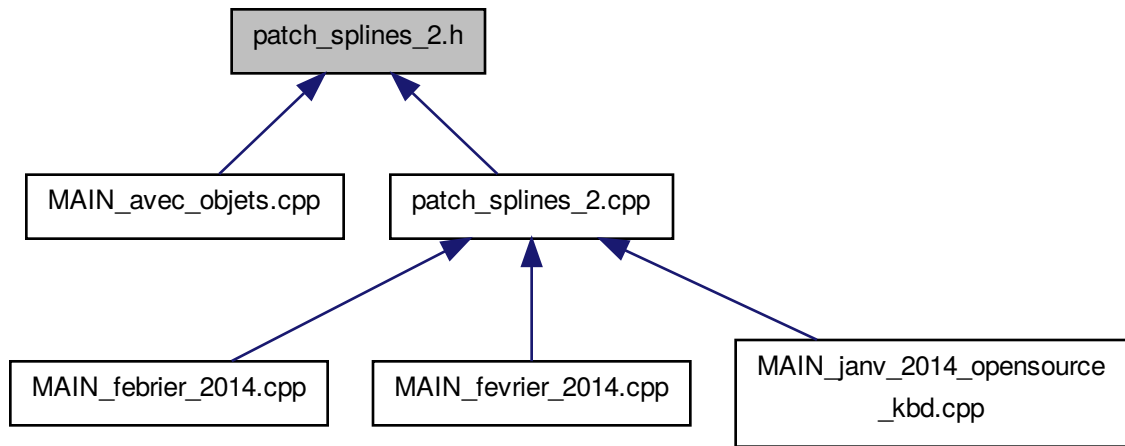 patch_splines_2.h
MAIN_avec_objets.cpp
patch_splines_2.cpp
MAIN_febrier_2014.cpp
MAIN_fevrier_2014.cpp
MAIN_janv_2014_opensource
_kbd.cpp